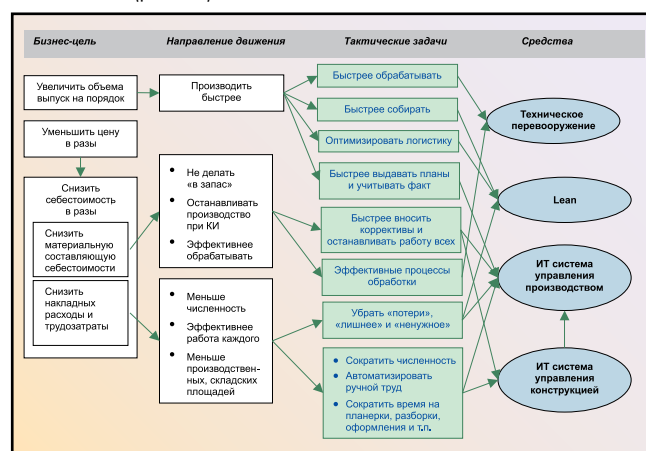 Бизнес-цель
Направление движения
Тактические задачи
Средства
Увеличить объема
выпуск на порядок
Уменьшить цену
в разы
Снизить
себестоимость
в разы
Снизить
материальную
составляющую
себестоимости
Снизить
накладных
расходы и
трудозатраты
Производить
быстрее
• Не делать
«в запас»
• Останавливать
производство
при КИ
• Эффективнее
обрабатывать
• Меньше
численность
• Эффективнее
работа каждого
• Меньше
производствен-
ных, складских
площадей
Быстрее обрабатывать
Быстрее собирать
Оптимизировать логистику
Быстрее выдавать планы
и учитывать факт
Быстрее вносить
коррективы и
останавливать работу всех
Эффективные процессы
обработки
Убрать «потери»,
«лишнее» и «ненужное»
• Сократить численность
• Автоматизировать
ручной труд
• Сократить время на
планерки, разборки,
оформления и т.п.
Техническое
перевооружение
Lean
ИТ система
управления
производством
ИТ система
управления
конструкцией